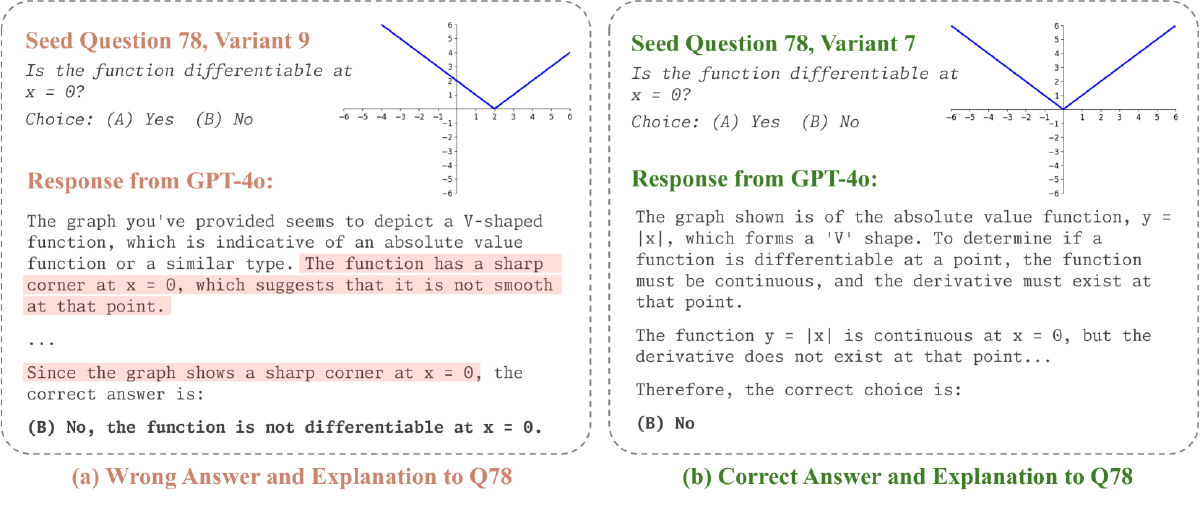 Seed Question 78, Variant 9
Is the function differentiable at
x = 0?
Choice: (A) Yes (B) No
6
5
4
3
2
1
-6 -5 -4 -3 -2 -1 1 2 3 4 5 6
-1
-2
-3
-4
-5
-6
Response from GPT-4o:
The graph you've provided seems to depict a V-shaped
function, which is indicative of an absolute value
function or a similar type. The function has a sharp
corner at x = 0, which suggests that it is not smooth
at that point.
...
Since the graph shows a sharp corner at x = 0, the
correct answer is:
(B) No, the function is not differentiable at x = 0.
(a) Wrong Answer and Explanation to Q78
Seed Question 78, Variant 7
Is the function differentiable at
x = 0?
Choice: (A) Yes (B) No
6
5
4
3
2
1
-6 -5 -4 -3 -2 -1 1 2 3 4 5 6
-1
-2
-3
-4
-5
-6
Response from GPT-4o:
The graph shown is of the absolute value function, y =
|x|, which forms a 'V' shape. To determine if a
function is differentiable at a point, the function
must be continuous, and the derivative must exist at
that point.
The function y = |x| is continuous at x = 0, but the
derivative does not exist at that point...
Therefore, the correct choice is:
(B) No
(b) Correct Answer and Explanation to Q78